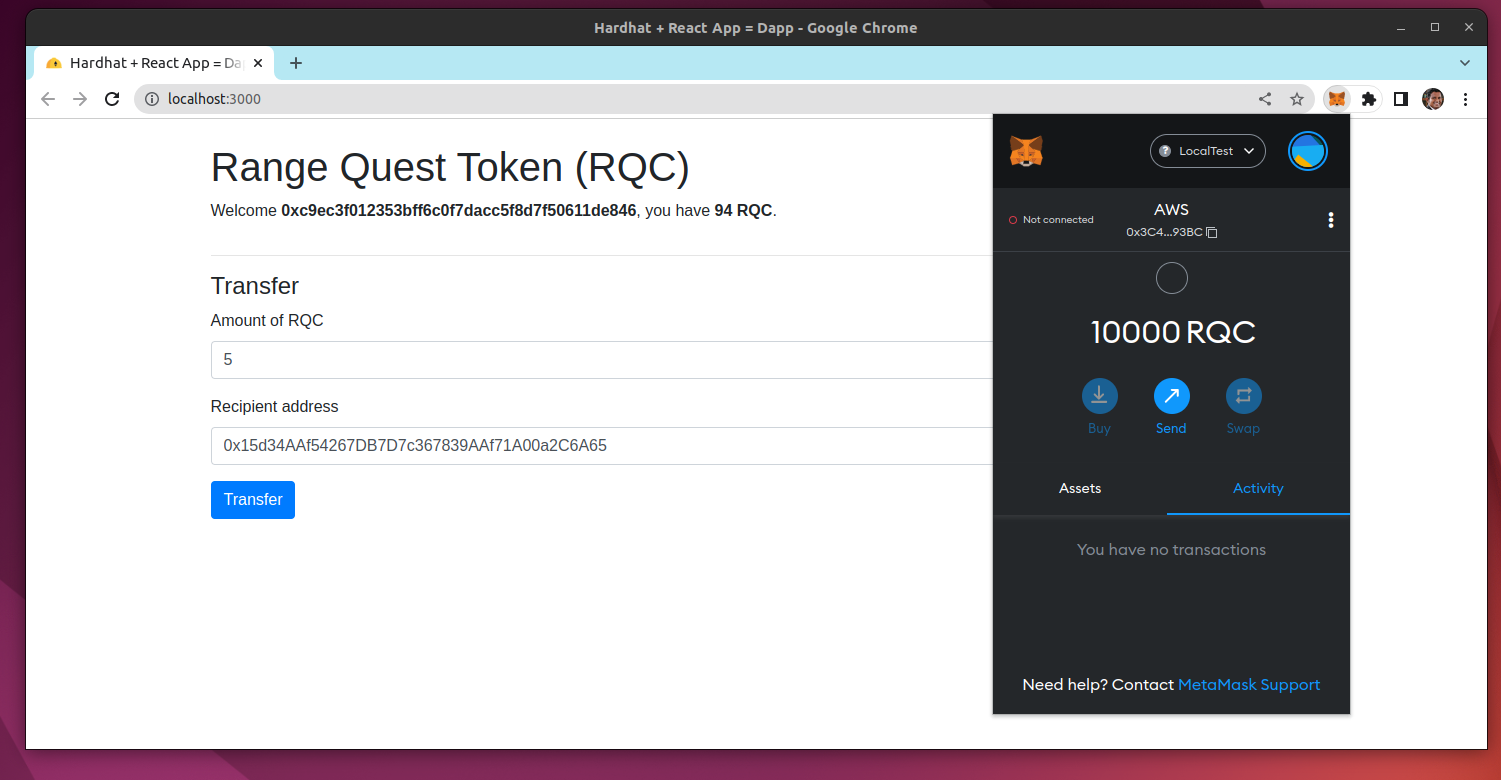 Hardhat + React App = Dapp - Google Chrome
Hardhat + React App = Da
localhost:3000
Range Quest Token (RQC)
Welcome 0xc9ec3f012353bff6c0f7dacc5f8d7f50611de846, you have 94 RQC.
Transfer
Amount of RQC
5
Recipient address
0x15d34AAf54267DB7D7c367839AAf71A00a2C6A65
Transfer
LocalTest
Not connected
AWS
0x3C4...93BC
10000 RQC
Buy
Send
Swap
Assets
Activity
You have no transactions
Need help? Contact MetaMask Support